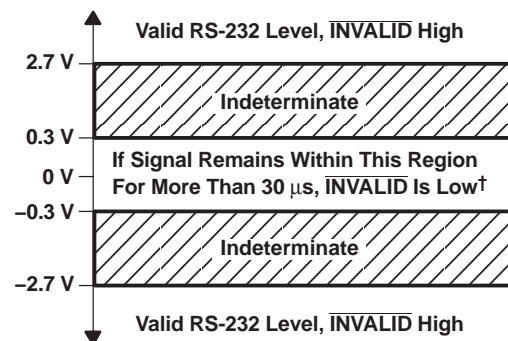 Valid RS-232 Level, INVALID High
2.7 V
Indeterminate
0.3 V
If Signal Remains Within This Region
0 V
For More Than 30 µs, INVALID Is Low†
–0.3 V
Indeterminate
–2.7 V
Valid RS-232 Level, INVALID High